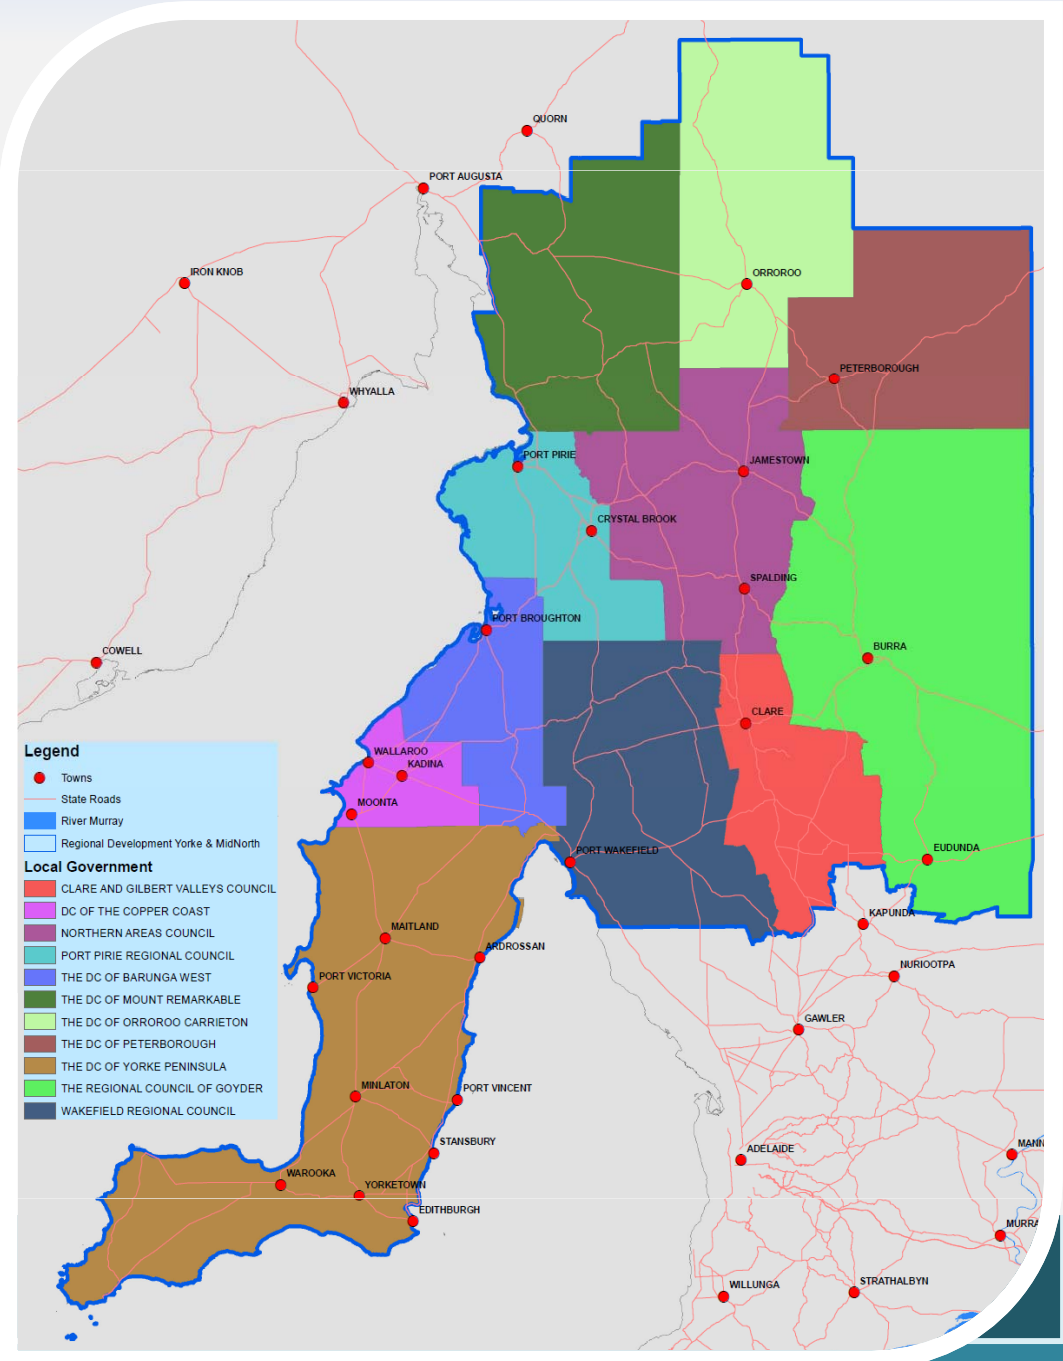 QUORN
PORT AUGUSTA
IRON KNOB
ORROROO
PETERBOROUGH
WHYALLA
PORT PIRIE
JAMESTOWN
CRYSTAL BROOK
SPALDING
PORT BROUGHTON
BURRA
COWELL
CLARE
WALLAROO
KADINA
MOONTA
PORT WAKEFIELD
EUDUNDA
KAPUNDA
MAITLAND
ARDROSSAN
PORT VICTORIA
NURIOOTPA
GAWLER
MINLATON
PORT VINCENT
STANSBURY
ADELAIDE
MANN
WAROOKA
YORKETOWN
EDITHBURGH
MURRA
WILLUNGA
STRATHALBYN
Legend
Towns
State Roads
River Murray
Regional Development Yorke & MidNorth
Local Government
CLARE AND GILBERT VALLEYS COUNCIL
DC OF THE COPPER COAST
NORTHERN AREAS COUNCIL
PORT PIRIE REGIONAL COUNCIL
THE DC OF BARUNGA WEST
THE DC OF MOUNT REMARKABLE
THE DC OF ORROROO CARRIETON
THE DC OF PETERBOROUGH
THE DC OF YORKE PENINSULA
THE REGIONAL COUNCIL OF GOYDER
WAKEFIELD REGIONAL COUNCIL